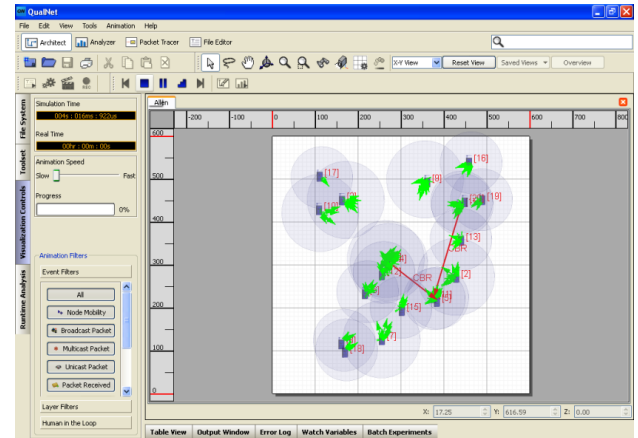 QualNet
File Edit View Tools Animation Help
Architect Analyzer Packet Tracer File Editor
X-Y View Reset View Saved Views Overview
File System
Toolset
Visualization Controls
Runtime Analysis
Simulation Time
004s : 016ms : 922us
Real Time
00hr : 00m : 00s
Animation Speed
Slow Fast
Progress
0%
Animation Filters
Event Filters
All
Node Mobility
Broadcast Packet
Multicast Packet
Unicast Packet
Packet Received
Layer Filters
Human in the Loop
-200 -100 0 100 200 300 400 500 600 700 800
600
500
400
300
200
100
0
[17]
[16]
[9]
[19]
[13]
CBR
[2]
CBR
[15]
[7]
X: 17.25 Y: 616.59 Z: 0.00
Table View Output Window Error Log Watch Variables Batch Experiments